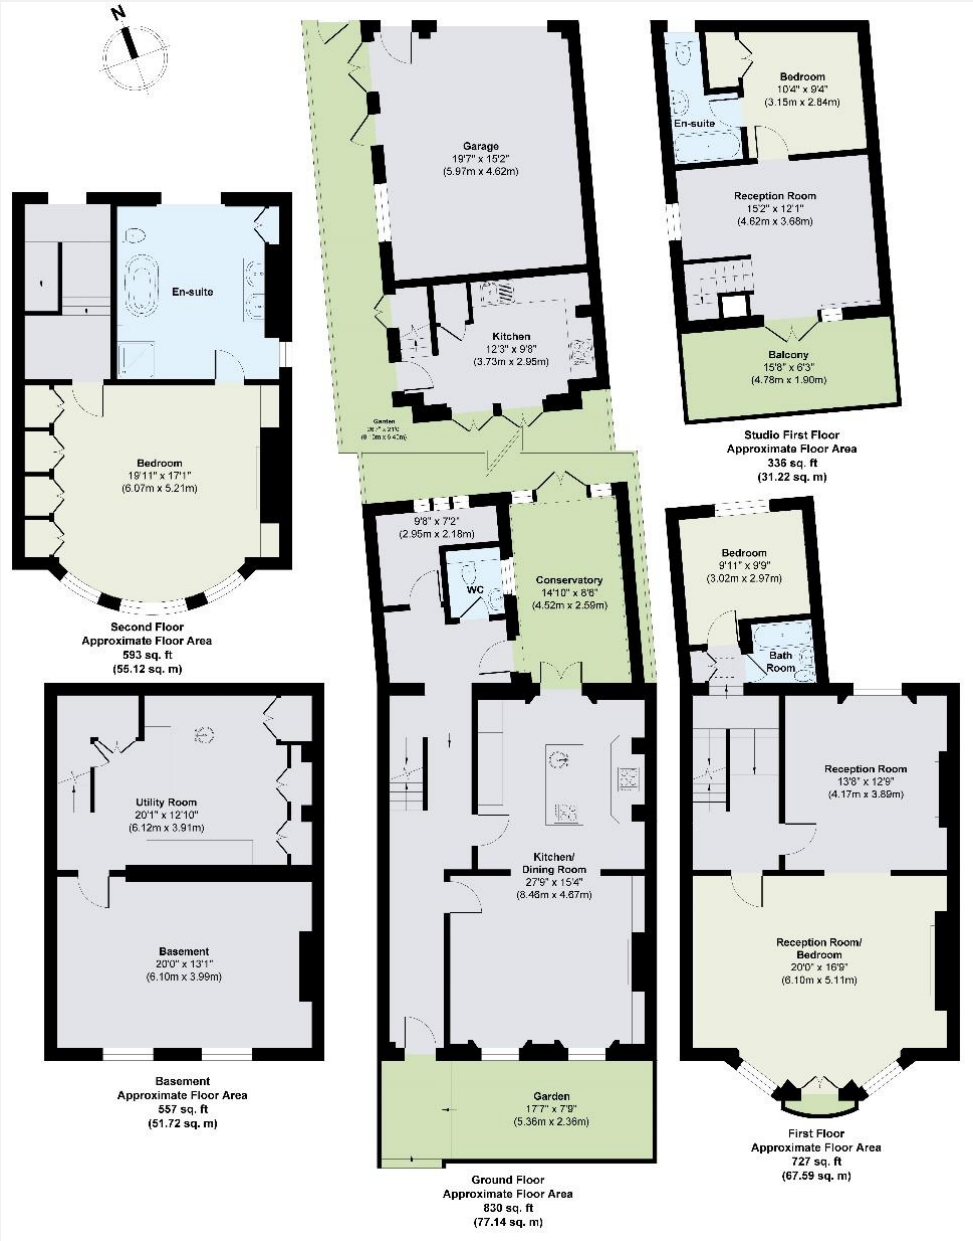 N
Garage
19'7" x 15'2"
(5.97m x 4.62m)
Kitchen
12'3" x 9'8"
(3.73m x 2.95m)
Garden
Bedroom
10'4" x 9'4"
(3.15m x 2.84m)
En-suite
Reception Room
15'2" x 12'1"
(4.62m x 3.68m)
Balcony
15'8" x 6'3"
(4.78m x 1.90m)
Studio First Floor
Approximate Floor Area
336 sq. ft
(31.22 sq. m)
En-suite
Bedroom
19'11" x 17'1"
(6.07m x 5.21m)
Second Floor
Approximate Floor Area
593 sq. ft
(55.12 sq. m)
9'8" x 7'2"
(2.95m x 2.18m)
WC
Conservatory
14'10" x 8'6"
(4.52m x 2.59m)
Kitchen/
Dining Room
27'9" x 15'4"
(8.46m x 4.67m)
Garden
17'7" x 7'9"
(5.36m x 2.36m)
Ground Floor
Approximate Floor Area
830 sq. ft
(77.14 sq. m)
Bedroom
9'11" x 9'9"
(3.02m x 2.97m)
Bath
Room
Reception Room
13'8" x 12'9"
(4.17m x 3.89m)
Reception Room/
Bedroom
20'0" x 16'9"
(6.10m x 5.11m)
First Floor
Approximate Floor Area
727 sq. ft
(67.59 sq. m)
Utility Room
20'1" x 12'10"
(6.12m x 3.91m)
Basement
20'0" x 13'1"
(6.10m x 3.99m)
Basement
Approximate Floor Area
557 sq. ft
(51.72 sq. m)